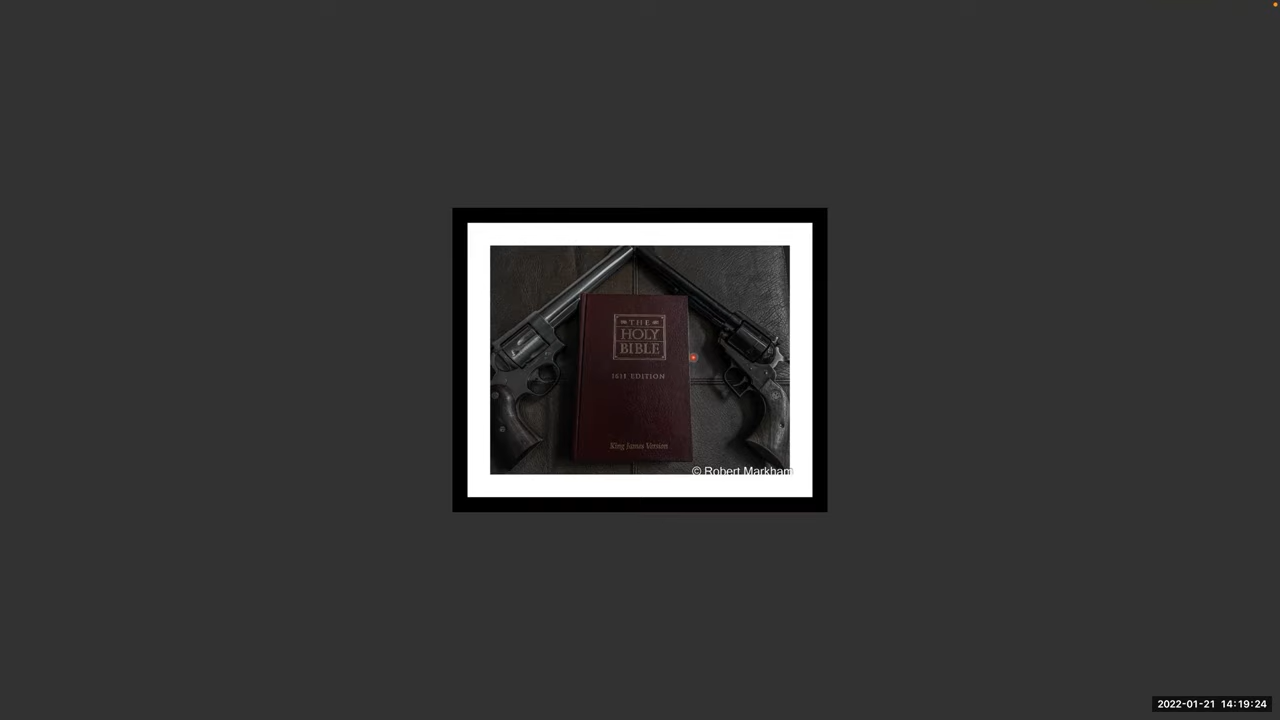 THE
HOLY
BIBLE
1611 EDITION
King James Version
© Robert Markham
2022-01-21 14:19:24